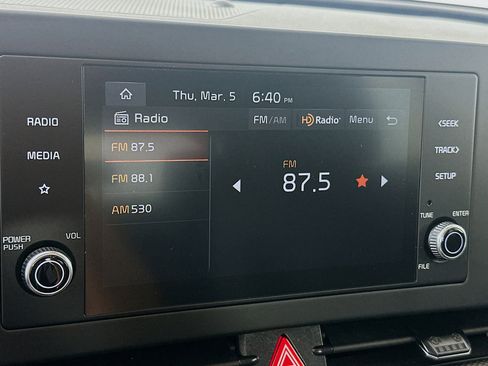 Thu, Mar. 5 6:40 PM
Radio FM/AM HD Radio Menu
RADIO
MEDIA
FM 87.5
FM 88.1
AM 530
FM
87.5
<SEEK
TRACK>
SETUP
POWER
PUSH
VOL
TUNE
ENTER
FILE